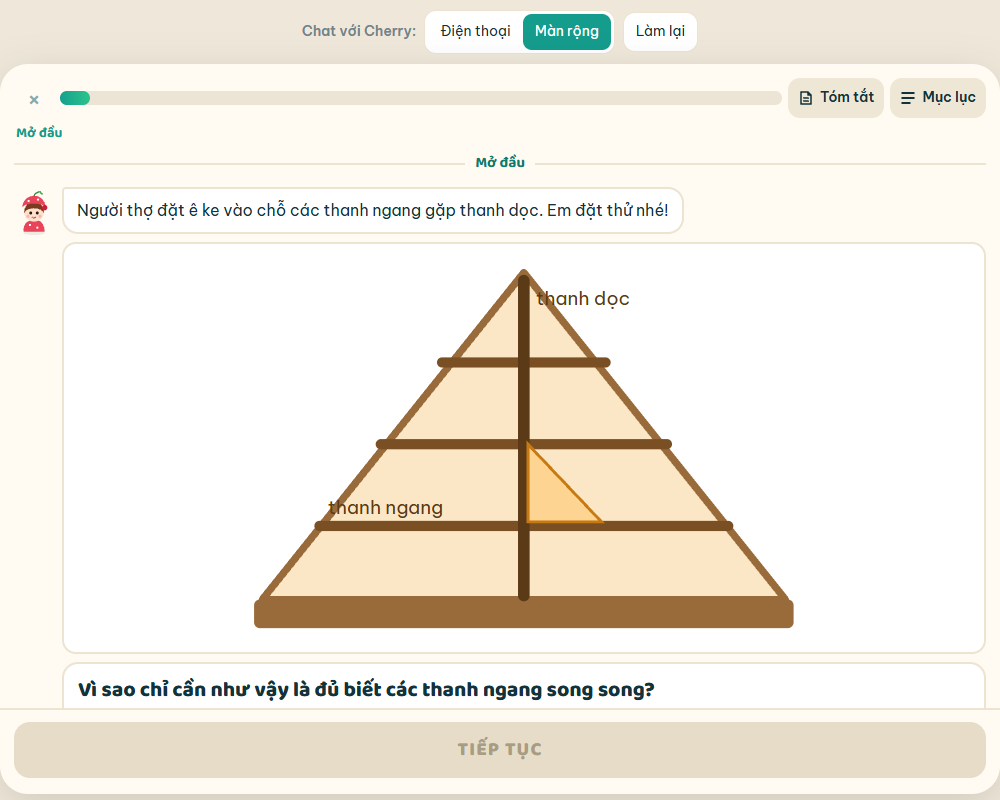 Chat với Cherry:
Điện thoại
Màn rộng
Làm lại
×
Tóm tắt
Mục lục
Mở đầu
Mở đầu
Người thợ đặt ê ke vào chỗ các thanh ngang gặp thanh dọc. Em đặt thử nhé!
thanh dọc
thanh ngang
Vì sao chỉ cần như vậy là đủ biết các thanh ngang song song?
TIẾP TỤC